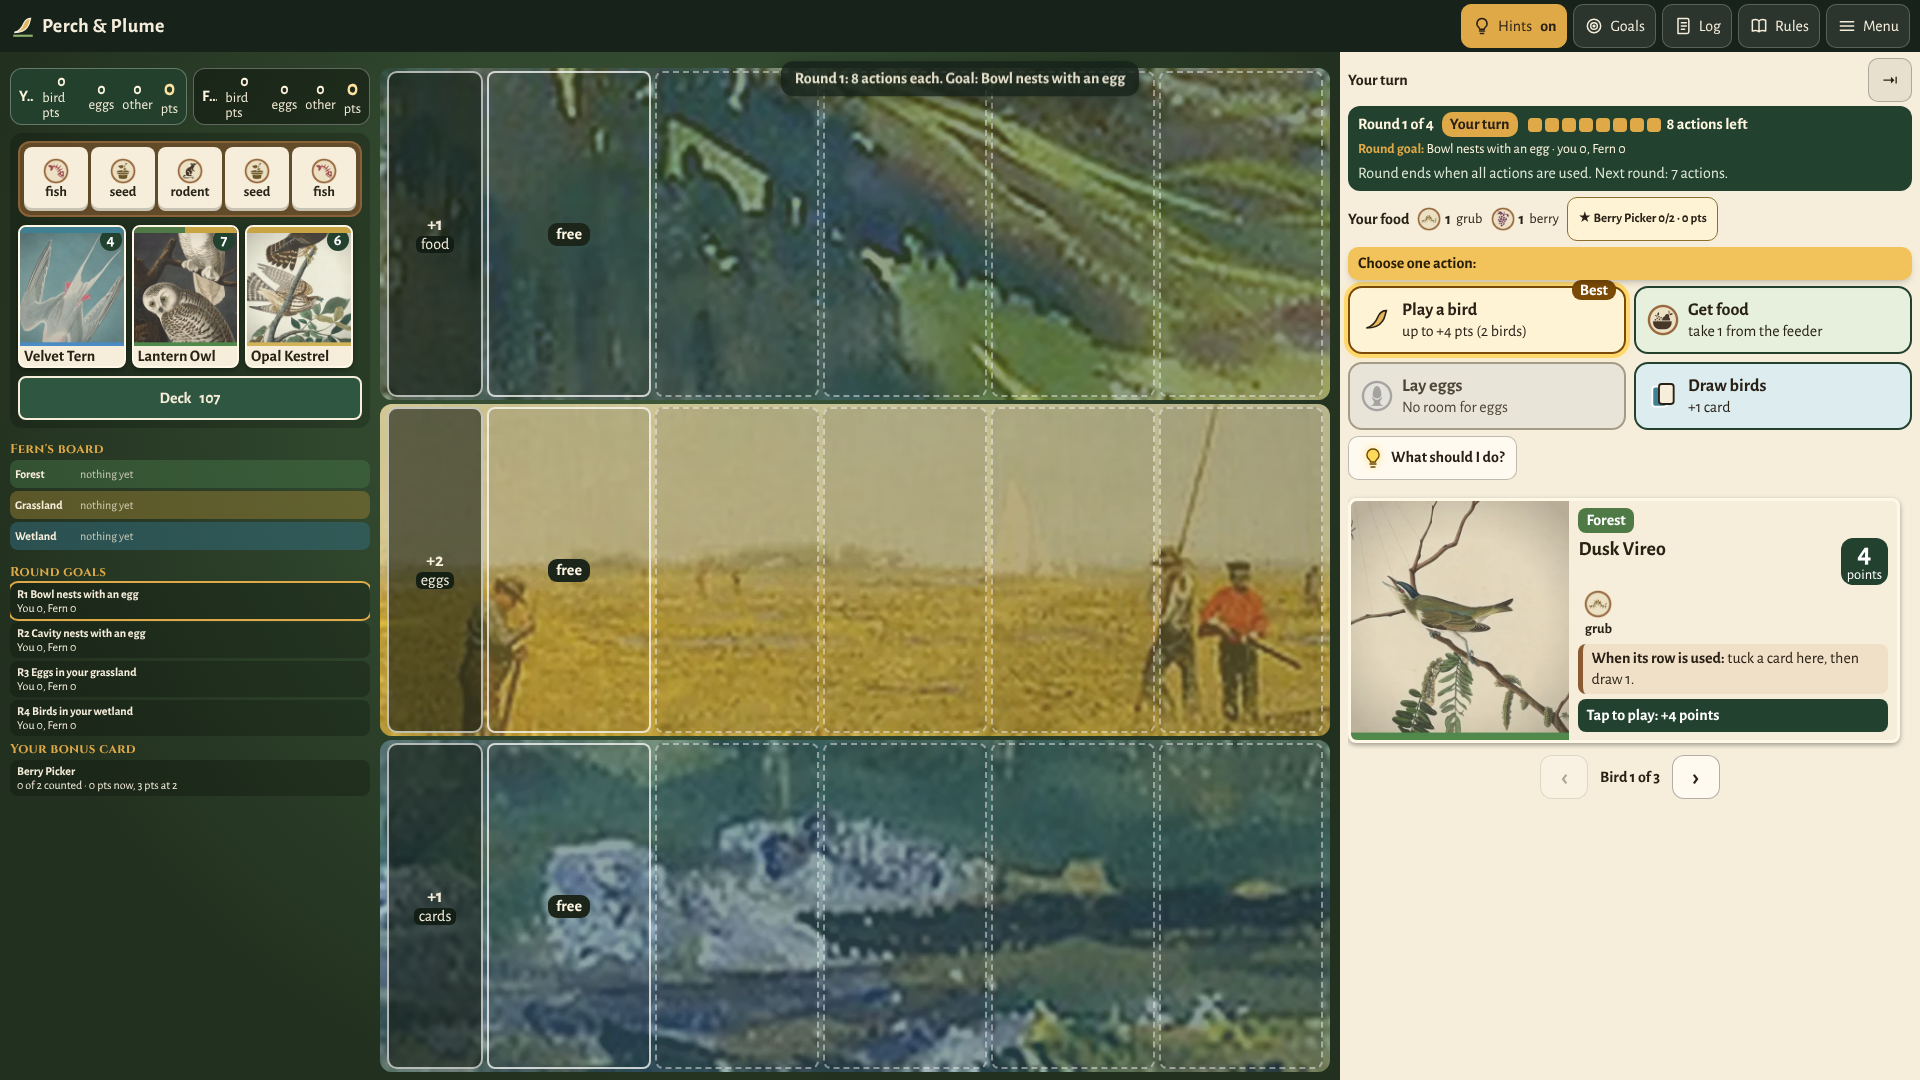 Perch & Plume
Hints on
Goals
Log
Rules
Menu
Y.. 0 bird pts 0 eggs 0 other 0 pts
F.. 0 bird pts 0 eggs 0 other 0 pts
fish
seed
rodent
seed
fish
4
Velvet Tern
7
Lantern Owl
6
Opal Kestrel
Deck 107
FERN'S BOARD
Forest nothing yet
Grassland nothing yet
Wetland nothing yet
ROUND GOALS
R1 Bowl nests with an egg
You 0, Fern 0
R2 Cavity nests with an egg
You 0, Fern 0
R3 Eggs in your grassland
You 0, Fern 0
R4 Birds in your wetland
You 0, Fern 0
YOUR BONUS CARD
Berry Picker
0 of 2 counted · 0 pts now, 3 pts at 2
Round 1: 8 actions each. Goal: Bowl nests with an egg
+1
food
free
+2
eggs
free
+1
cards
free
Your turn
Round 1 of 4 Your turn 8 actions left
Round goal: Bowl nests with an egg · you 0, Fern 0
Round ends when all actions are used. Next round: 7 actions.
Your food 1 grub 1 berry ★ Berry Picker 0/2 · 0 pts
Choose one action:
Best
Play a bird
up to +4 pts (2 birds)
Get food
take 1 from the feeder
Lay eggs
No room for eggs
Draw birds
+1 card
What should I do?
Forest
Dusk Vireo
4
points
grub
When its row is used: tuck a card here, then
draw 1.
Tap to play: +4 points
‹ Bird 1 of 3 ›